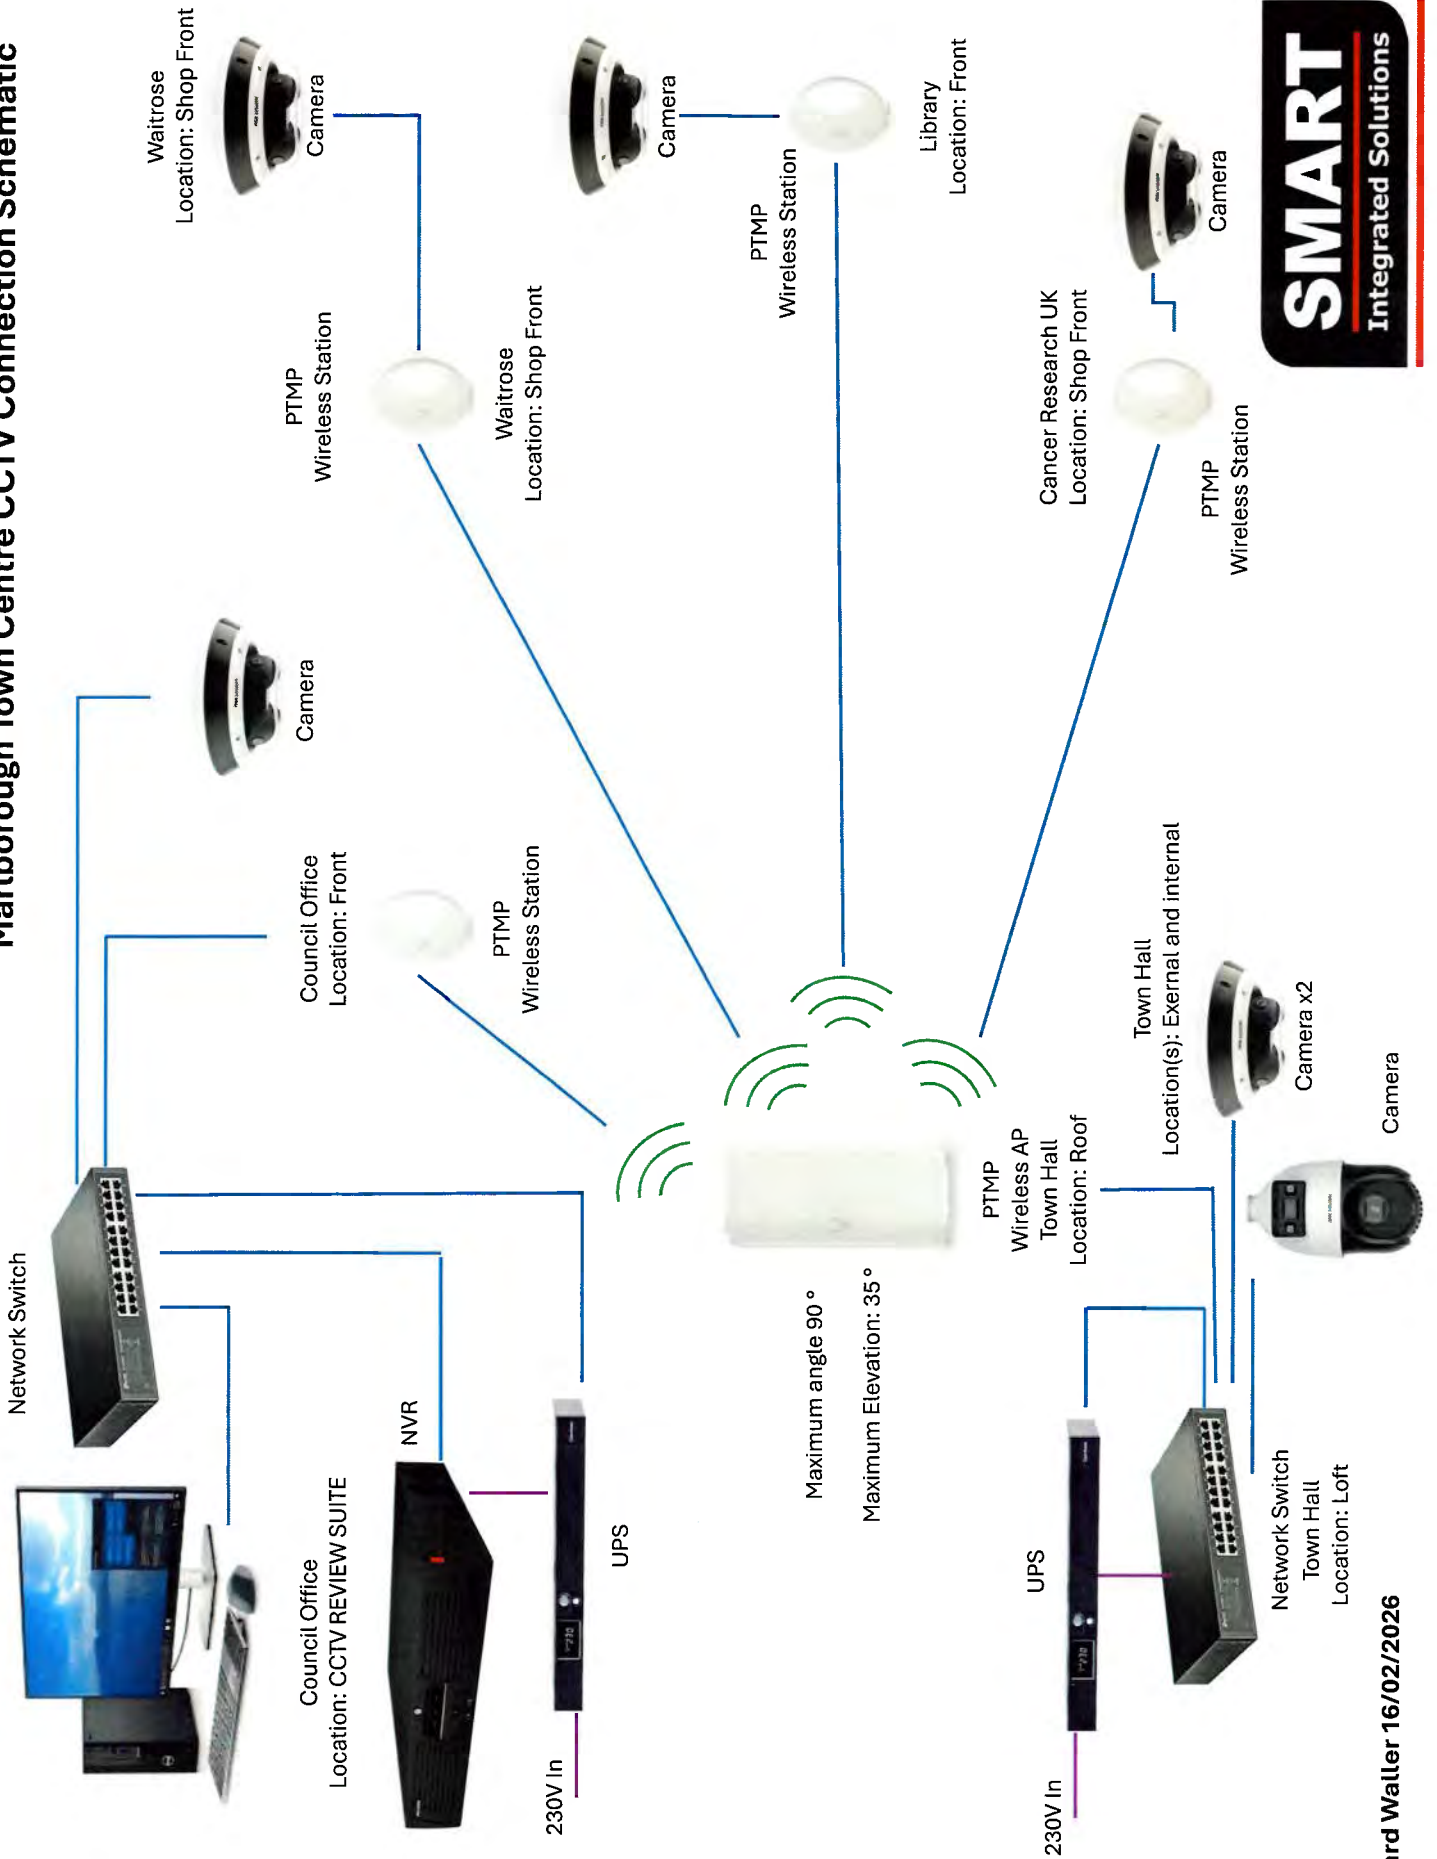 Marlborough Town Centre CCTV Connection Schematic
Network Switch
Waitrose
Location: Shop Front
Camera
Camera
Council Office
Location: Front
PTMP
Wireless Station
PTMP
Wireless Station
Waitrose
Location: Shop Front
Council Office
Location: CCTV REVIEW SUITE
NVR
UPS
230V In
Camera
PTMP
Wireless Station
Library
Location: Front
Maximum angle 90 °
Maximum Elevation: 35 °
PTMP
Wireless AP
Town Hall
Location: Roof
Cancer Research UK
Location: Shop Front
Camera
PTMP
Wireless Station
Town Hall
Location(s): Exernal and internal
Camera x2
Camera
UPS
230V In
Network Switch
Town Hall
Location: Loft
Waller 16/02/2026
SMART
Integrated Solutions